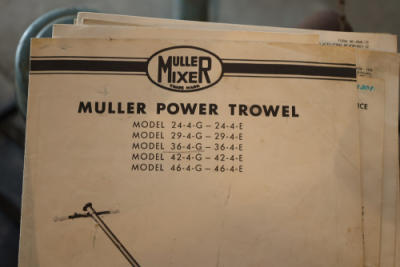 MULLER
MIXER
TRADE MARK
MULLER POWER TROWEL
MODEL 24-4-G — 24-4-E
MODEL 29-4-G — 29-4-E
MODEL 36-4-G — 36-4-E
MODEL 42-4-G — 42-4-E
MODEL 46-4-G — 46-4-E